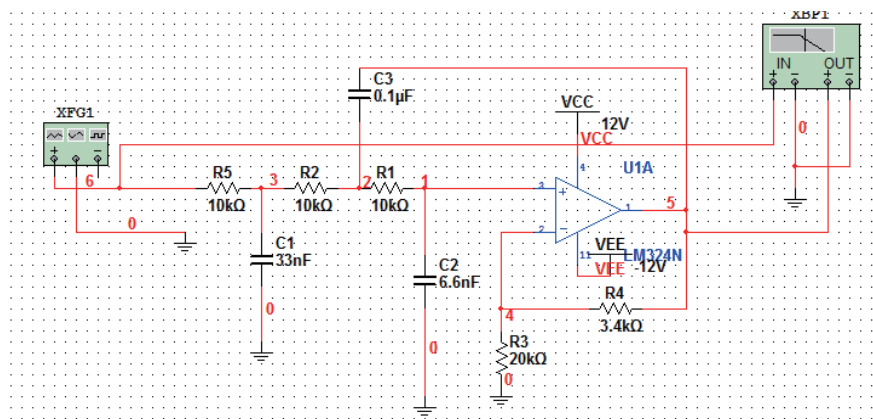 XBP1
IN OUT
+ − + −
C3
0.1µF
XFG1
VCC
12V
VCC
0
U1A
4
+ −
6
R5
10kΩ
3
R2
10kΩ
2
R1
10kΩ
1
3
+
1
5
2
−
0
C1
33nF
11
VEE
LM324N
VEE
-12V
C2
6.6nF
0
4
R4
3.4kΩ
0
R3
20kΩ
0